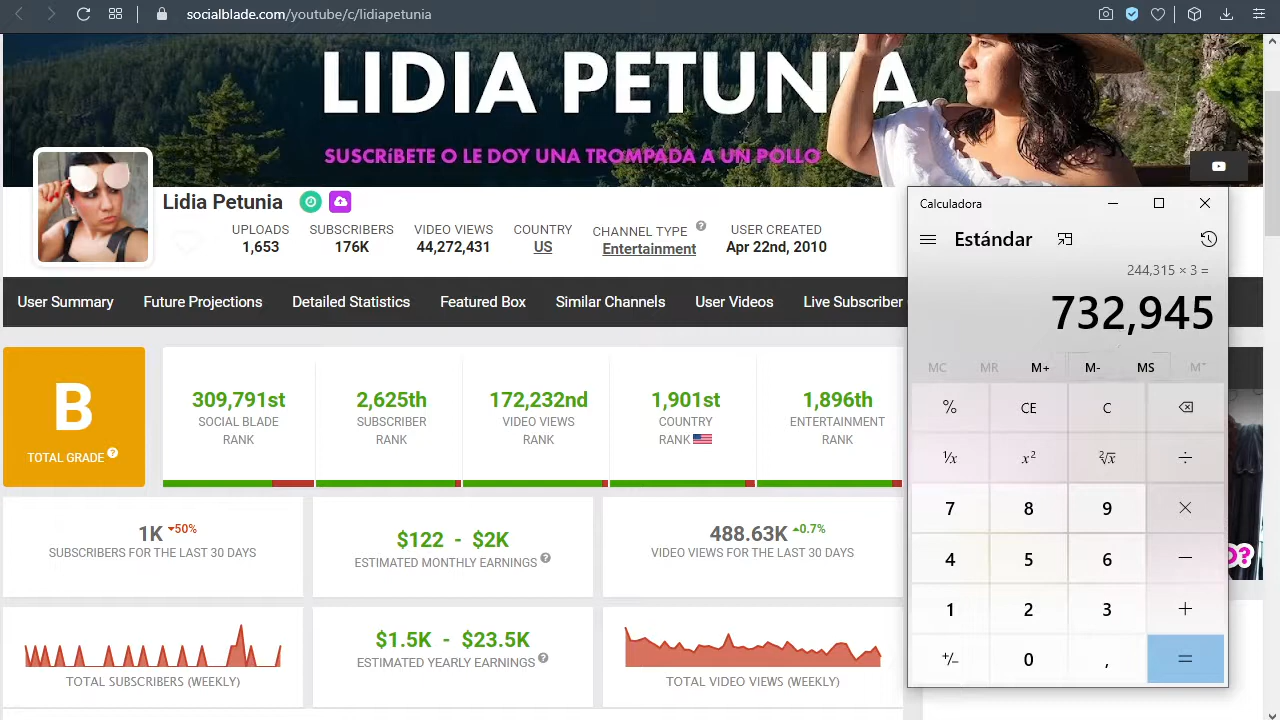 socialblade.com/youtube/c/lidiapetunia
LIDIA PETUNIA
SUSCRíBETE O LE DOY UNA TROMPADA A UN POLLO
Lidia Petunia
UPLOADS
1,653
SUBSCRIBERS
176K
VIDEO VIEWS
44,272,431
COUNTRY
US
CHANNEL TYPE ?
Entertainment
USER CREATED
Apr 22nd, 2010
User Summary
Future Projections
Detailed Statistics
Featured Box
Similar Channels
User Videos
Live Subscriber
B
TOTAL GRADE ?
309,791st
SOCIAL BLADE
RANK
2,625th
SUBSCRIBER
RANK
172,232nd
VIDEO VIEWS
RANK
1,901st
COUNTRY
RANK
1,896th
ENTERTAINMENT
RANK
1K 50%
SUBSCRIBERS FOR THE LAST 30 DAYS
$122 - $2K
ESTIMATED MONTHLY EARNINGS ?
488.63K 0.7%
VIDEO VIEWS FOR THE LAST 30 DAYS
TOTAL SUBSCRIBERS (WEEKLY)
$1.5K - $23.5K
ESTIMATED YEARLY EARNINGS ?
TOTAL VIDEO VIEWS (WEEKLY)
Calculadora
Estándar
244,315 × 3 =
732,945
MC MR M+ M- MS M˅
% CE C
¹/x x² ²√x ÷
7 8 9 ×
4 5 6 −
1 2 3 +
+/− 0 , =
?